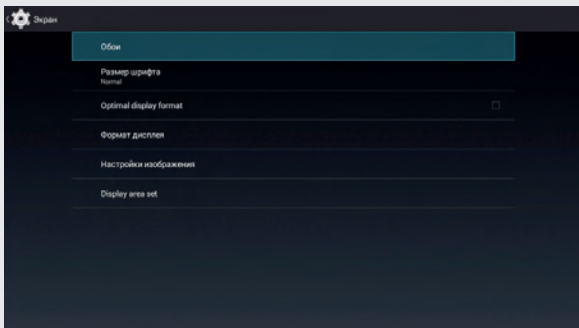 Экран
Обои
Размер шрифта
Normal
Optimal display format
Формат дисплея
Настройки изображения
Display area set